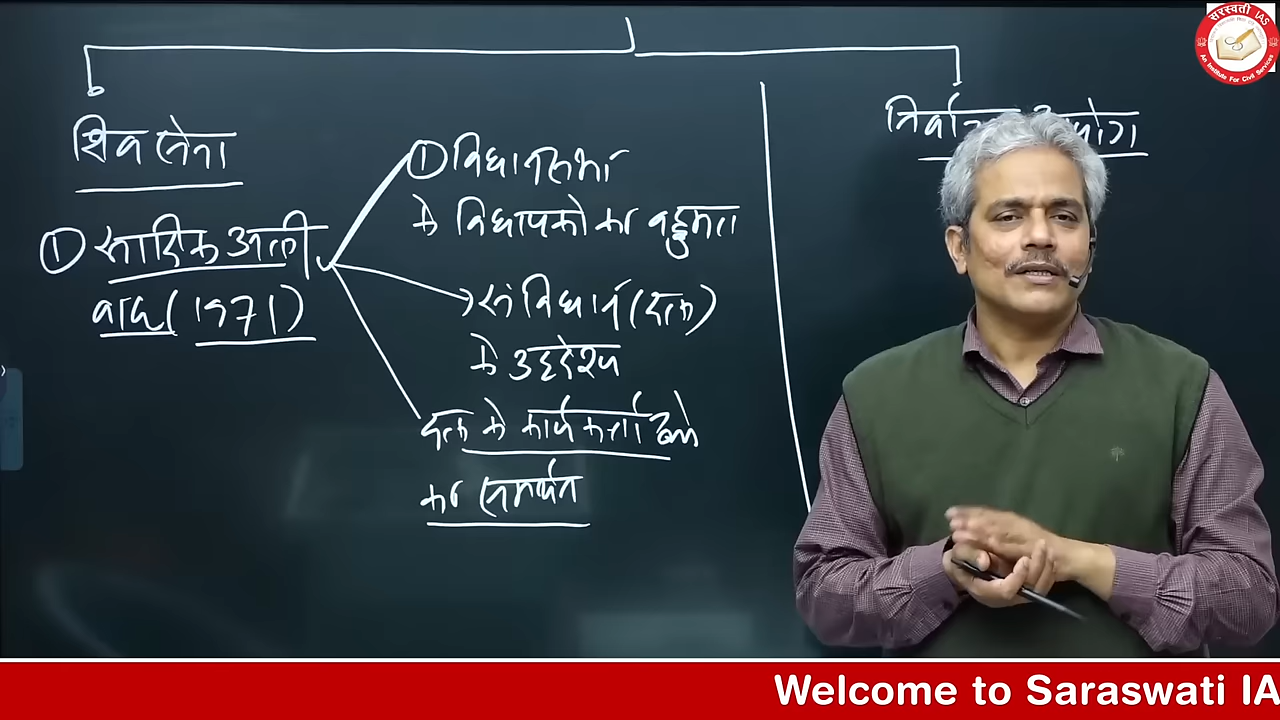 शिव सेना
① सादिक अली
वाद (1971)
① विधानसभा
के विधायकों का बहुमत
संविधान (दल)
के उद्देश्य
दल के कार्यकर्ताओं
का समर्थन
निर्वाचन आयोग
सरस्वती IAS
An Institute For Civil Services
Welcome to Saraswati IA